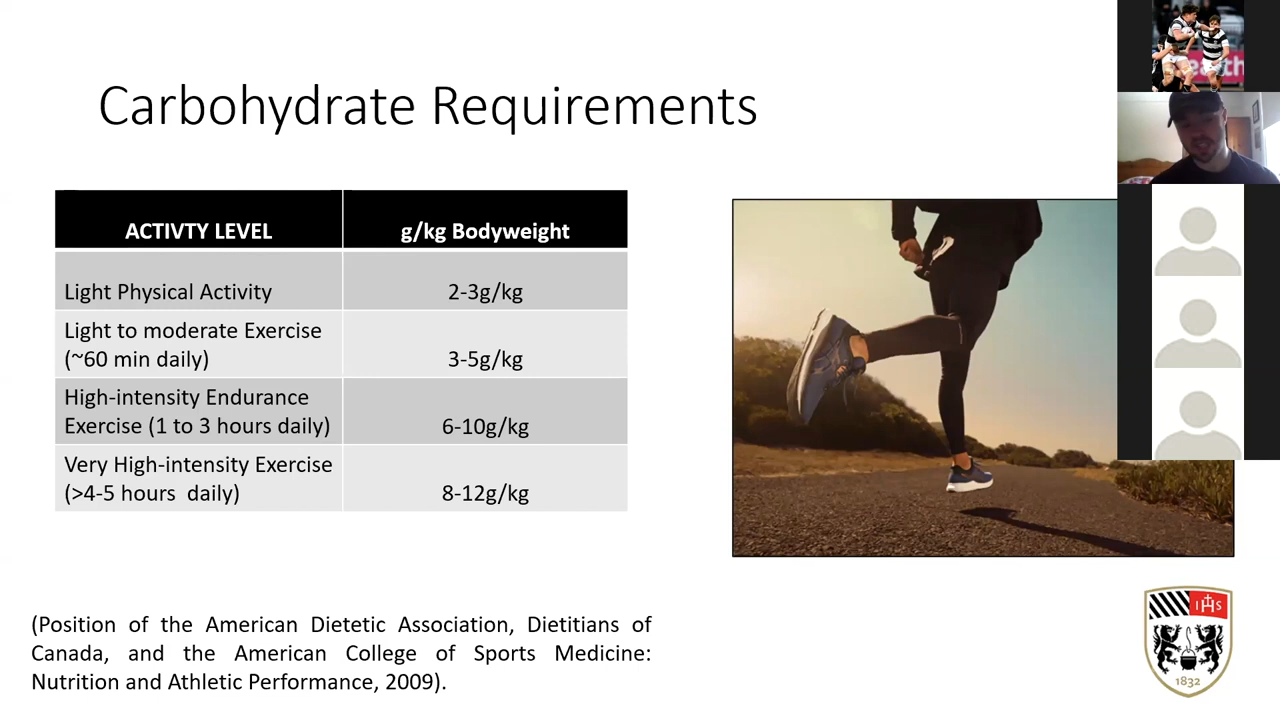 Carbohydrate Requirements
ACTIVTY LEVEL
g/kg Bodyweight
Light Physical Activity
2-3g/kg
Light to moderate Exercise
(~60 min daily)
3-5g/kg
High-intensity Endurance
Exercise (1 to 3 hours daily)
6-10g/kg
Very High-intensity Exercise
(>4-5 hours daily)
8-12g/kg
(Position of the American Dietetic Association, Dietitians of
Canada, and the American College of Sports Medicine:
Nutrition and Athletic Performance, 2009).
IHS
1832